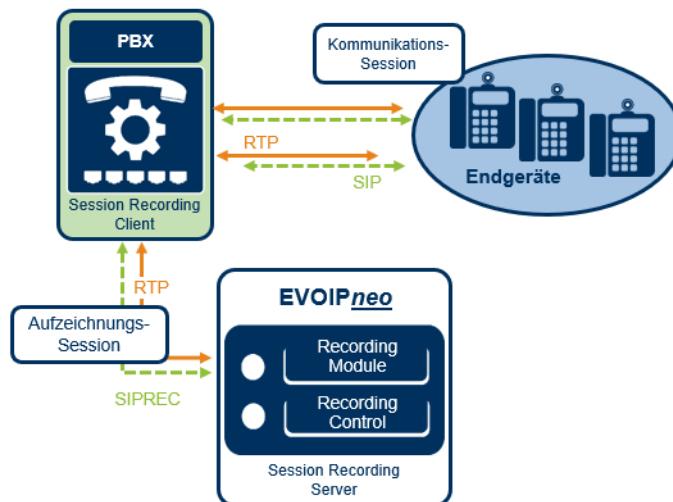 PBX
Session Recording
Client
Kommunikations-
Session
RTP
SIP
Endgeräte
RTP
Aufzeichnungs-
Session
SIPREC
EVOIPneo
Recording
Module
Recording
Control
Session Recording
Server